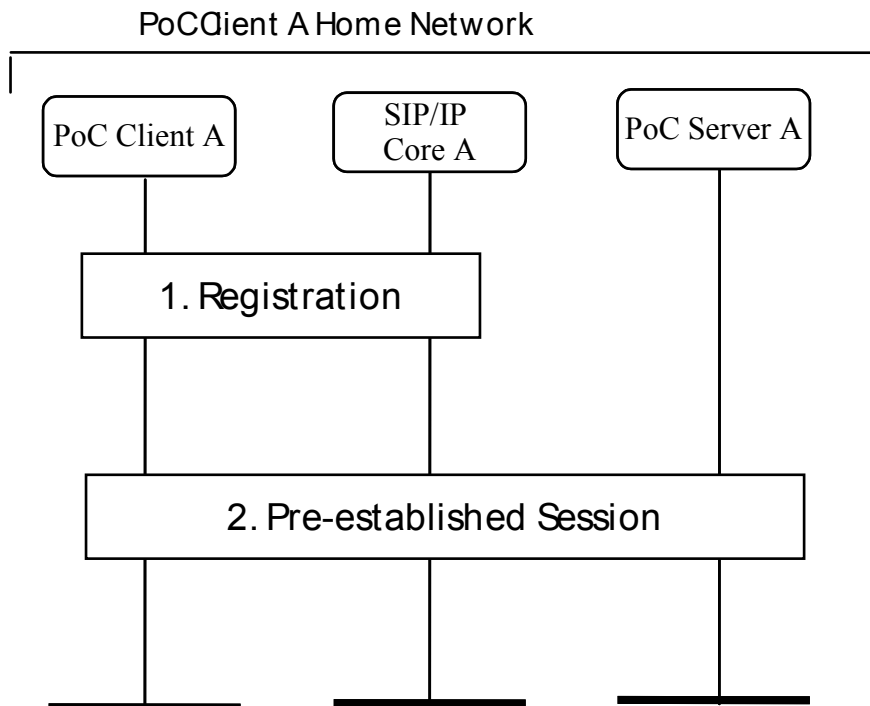 PoCClient A Home Network
PoC Client A
SIP/IP
Core A
PoC Server A
1. Registration
2. Pre-established Session